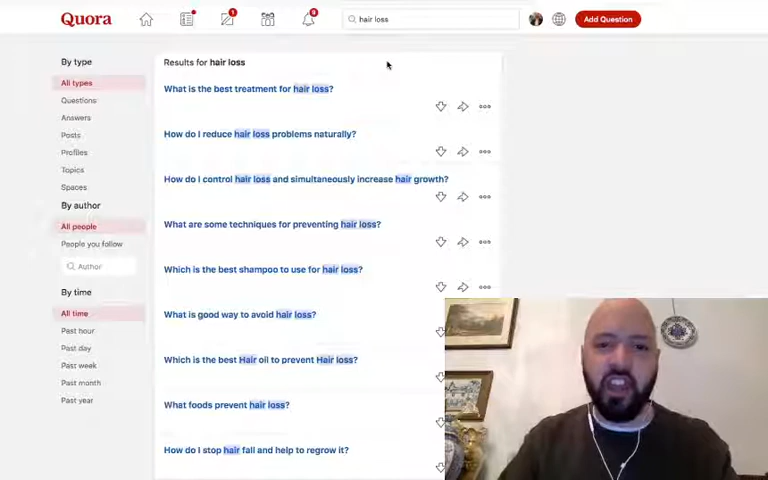 Quora
1
8
hair loss
Add Question
By type
All types
Questions
Answers
Posts
Profiles
Topics
Spaces
By author
All people
People you follow
Author
By time
All time
Past hour
Past day
Past week
Past month
Past year
Results for hair loss
What is the best treatment for hair loss?
How do I reduce hair loss problems naturally?
How do I control hair loss and simultaneously increase hair growth?
What are some techniques for preventing hair loss?
Which is the best shampoo to use for hair loss?
What is good way to avoid hair loss?
Which is the best Hair oil to prevent Hair loss?
What foods prevent hair loss?
How do I stop hair fall and help to regrow it?